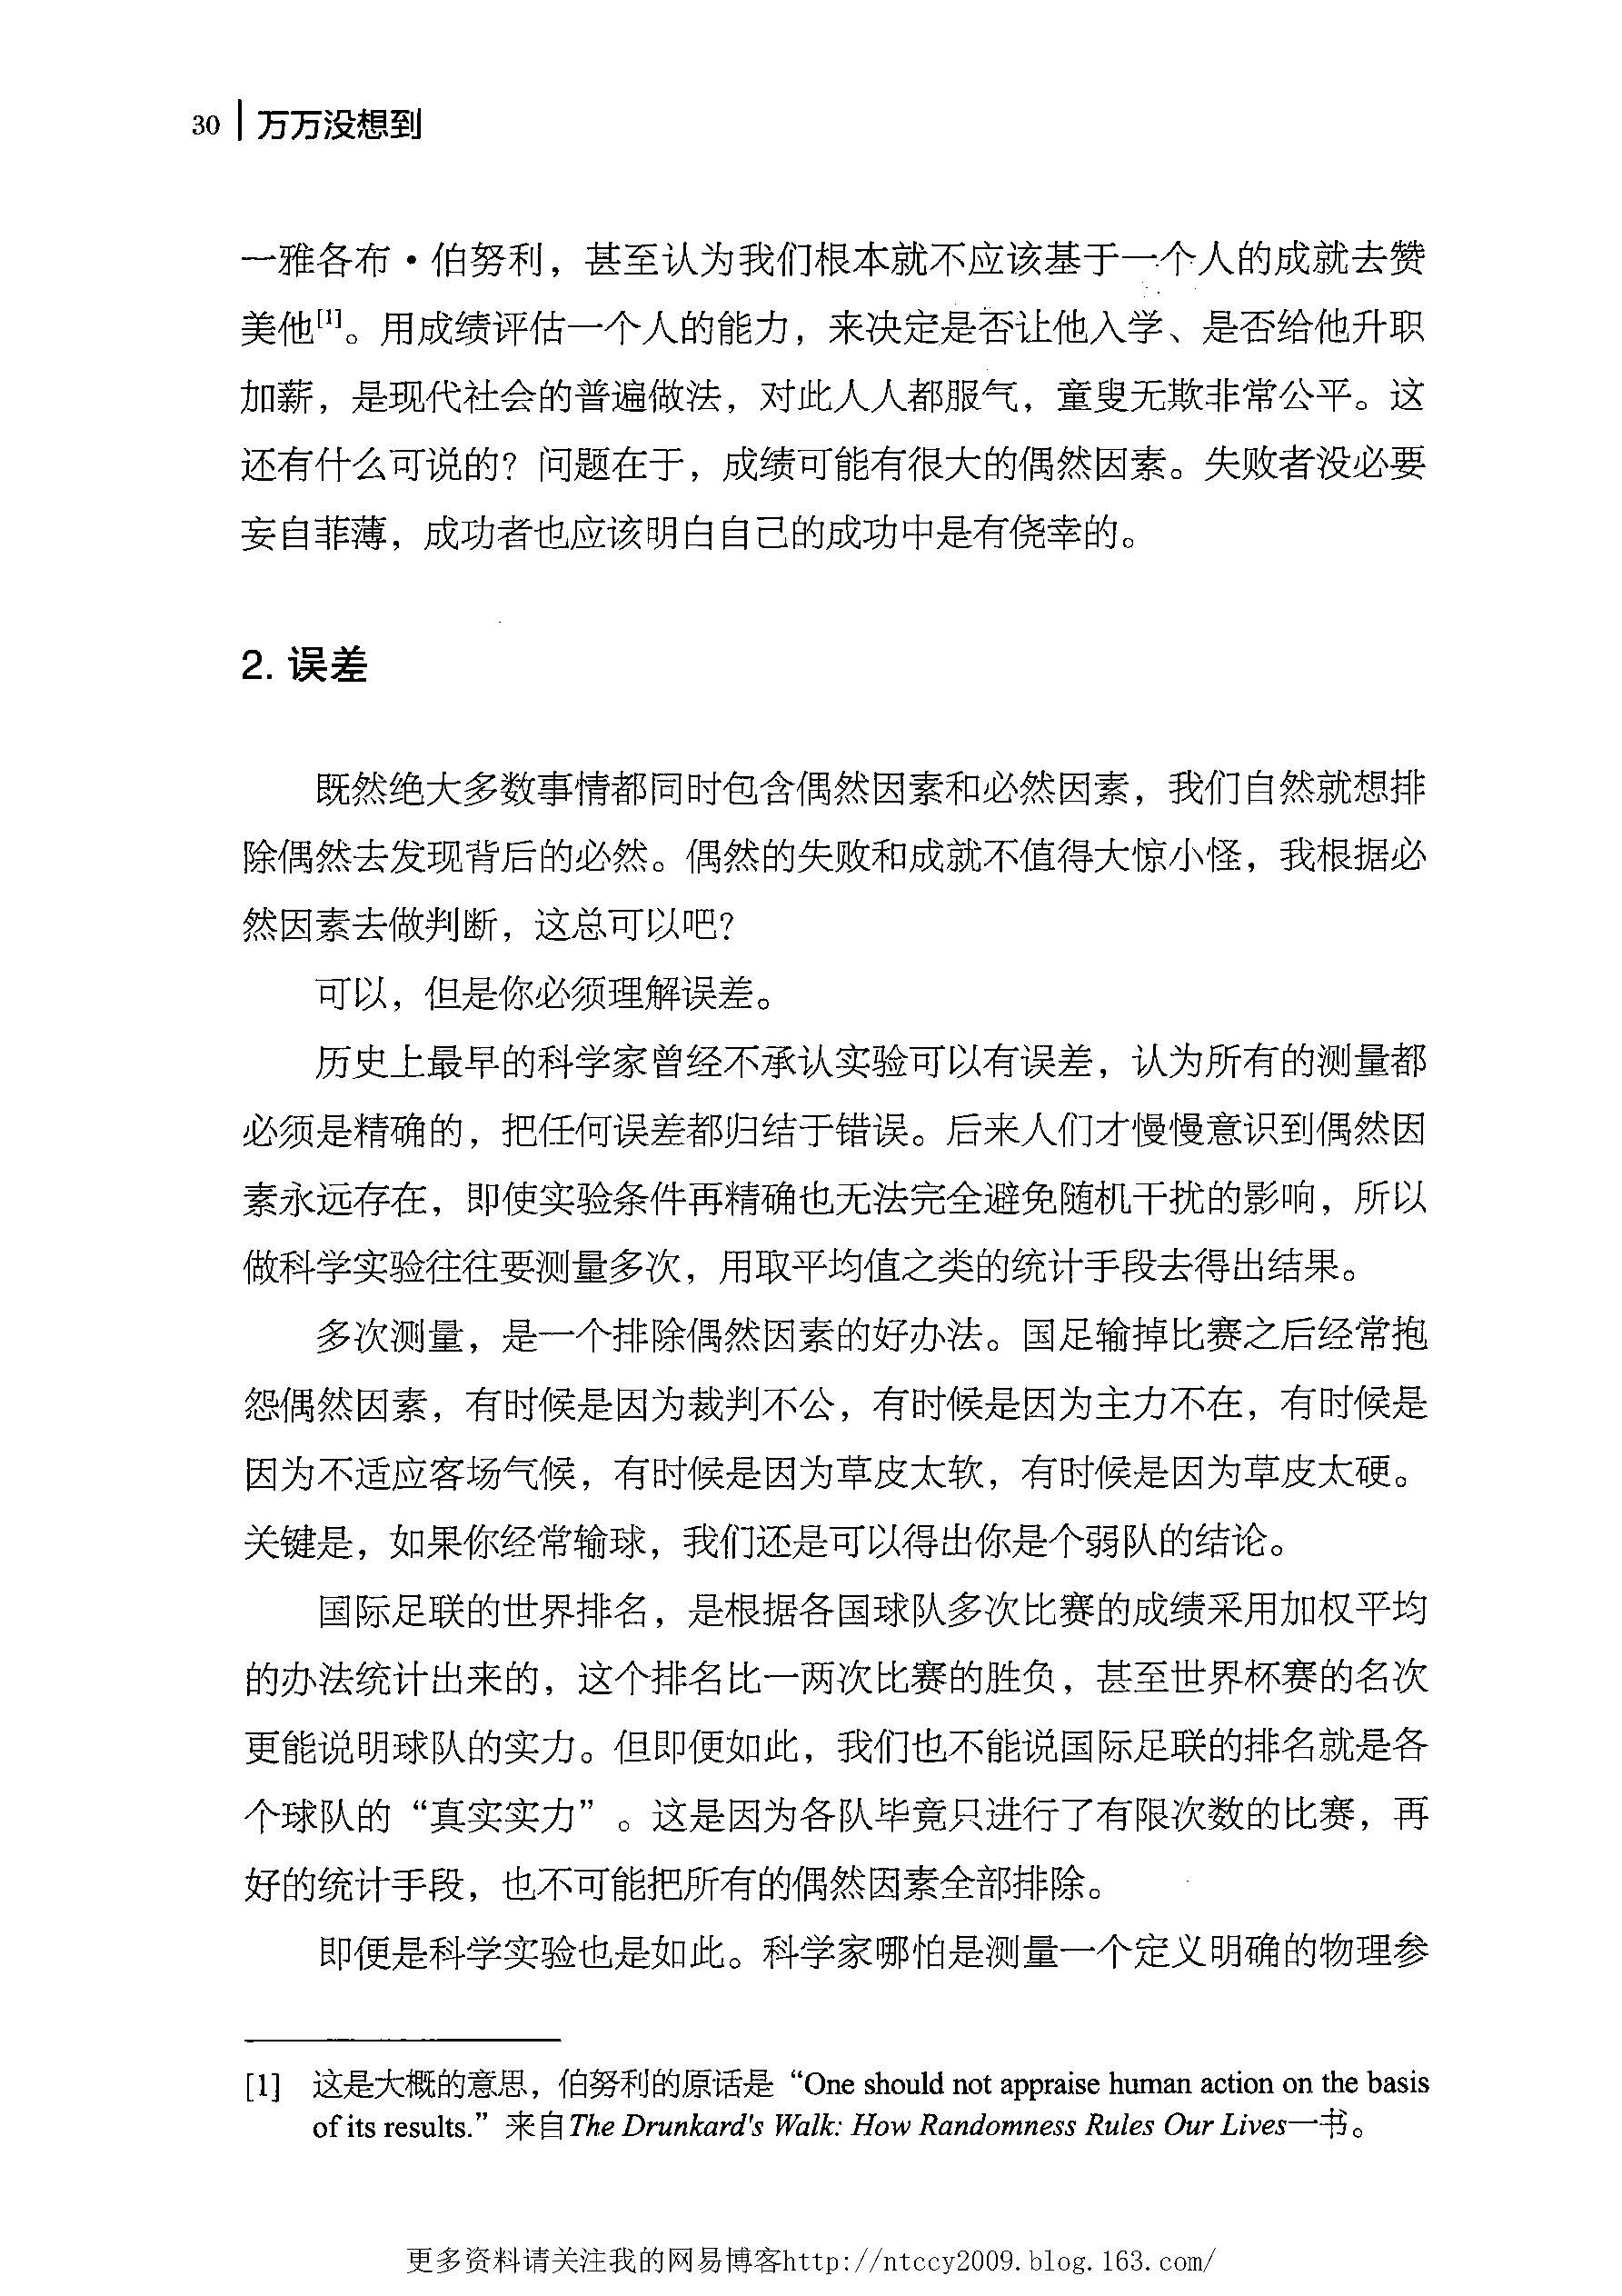 30 | 万万没想到
一雅各布·伯努利，甚至认为我们根本就不应该基于一个人的成就去赞
美他[1]。用成绩评估一个人的能力，来决定是否让他入学、是否给他升职
加薪，是现代社会的普遍做法，对此人人都服气，童叟无欺非常公平。这
还有什么可说的？问题在于，成绩可能有很大的偶然因素。失败者没必要
妄自菲薄，成功者也应该明白自己的成功中是有侥幸的。
2. 误差
既然绝大多数事情都同时包含偶然因素和必然因素，我们自然就想排
除偶然去发现背后的必然。偶然的失败和成就不值得大惊小怪，我根据必
然因素去做判断，这总可以吧？
可以，但是你必须理解误差。
历史上最早的科学家曾经不承认实验可以有误差，认为所有的测量都
必须是精确的，把任何误差都归结于错误。后来人们才慢慢意识到偶然因
素永远存在，即使实验条件再精确也无法完全避免随机干扰的影响，所以
做科学实验往往要测量多次，用取平均值之类的统计手段去得出结果。
多次测量，是一个排除偶然因素的好办法。国足输掉比赛之后经常抱
怨偶然因素，有时候是因为裁判不公，有时候是因为主力不在，有时候是
因为不适应客场气候，有时候是因为草皮太软，有时候是因为草皮太硬。
关键是，如果你经常输球，我们还是可以得出你是个弱队的结论。
国际足联的世界排名，是根据各国球队多次比赛的成绩采用加权平均
的办法统计出来的，这个排名比一两次比赛的胜负，甚至世界杯赛的名次
更能说明球队的实力。但即便如此，我们也不能说国际足联的排名就是各
个球队的“真实实力”。这是因为各队毕竟只进行了有限次数的比赛，再
好的统计手段，也不可能把所有的偶然因素全部排除。
即便是科学实验也是如此。科学家哪怕是测量一个定义明确的物理参
[1] 这是大概的意思，伯努利的原话是“One should not appraise human action on the basis
of its results.”来自The Drunkard's Walk: How Randomness Rules Our Lives一书。
更多资料请关注我的网易博客http://ntccy2009.blog.163.com/